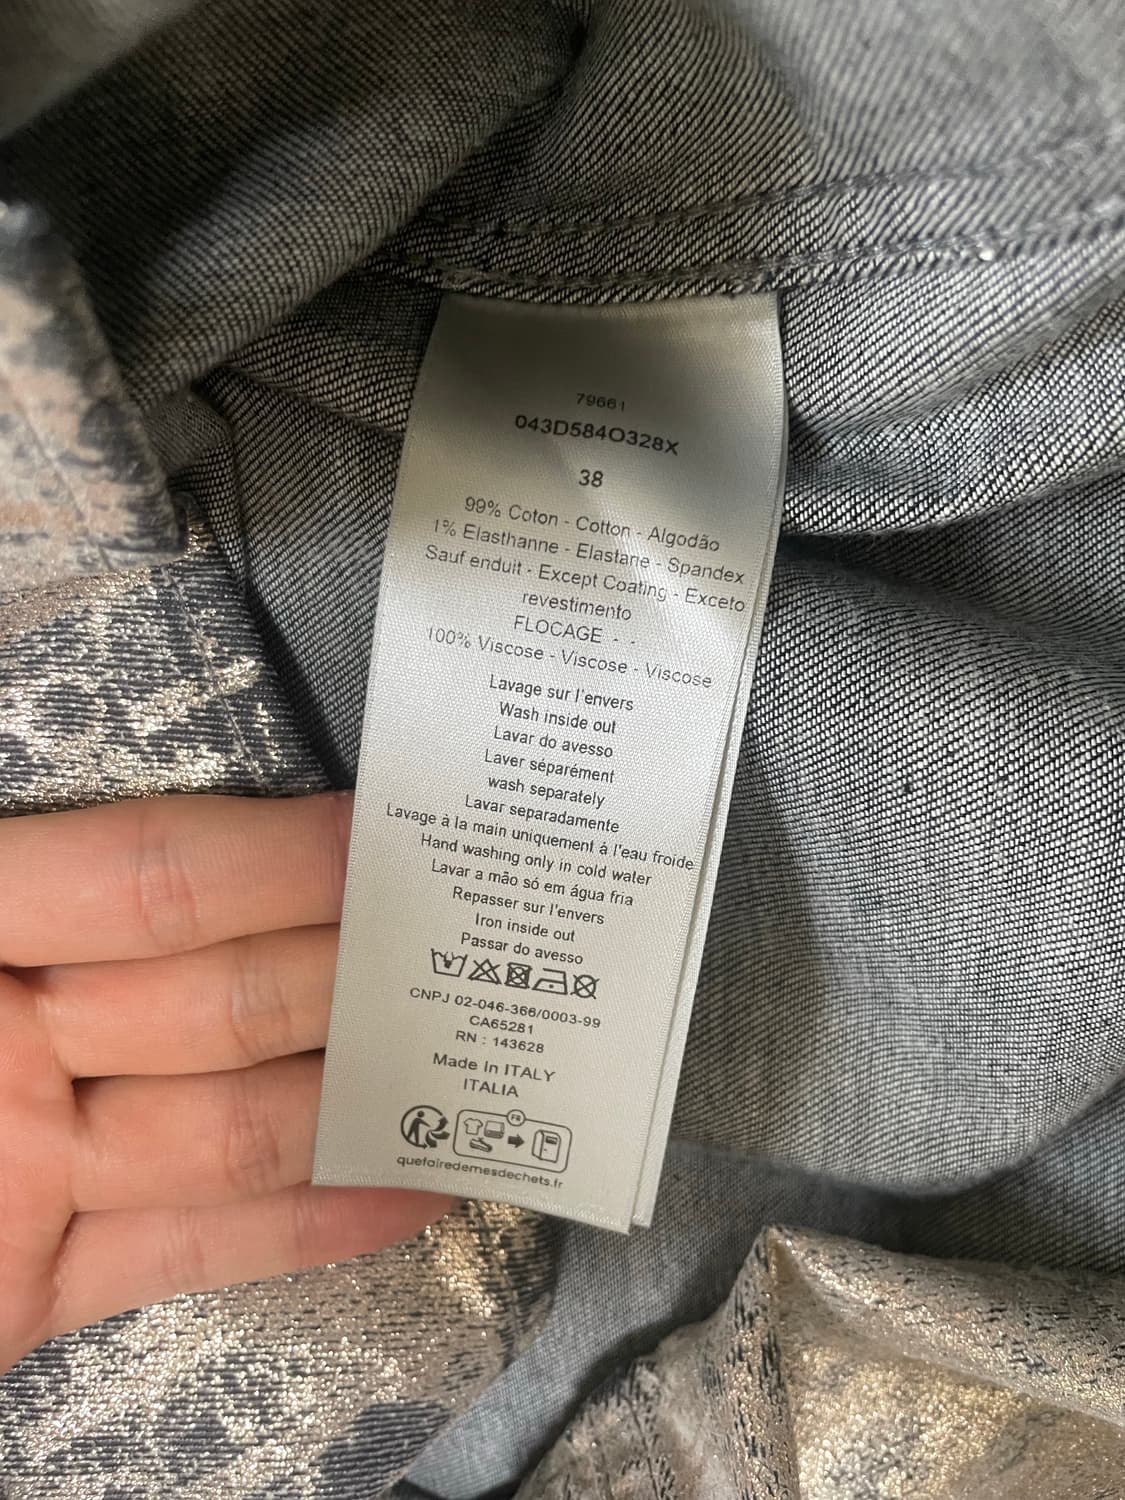 79661
043D584O328X
38
99% Coton - Cotton - Algodão
1% Elasthanne - Elastane - Spandex
Sauf enduit - Except Coating - Exceto
revestimento
FLOCAGE - -
100% Viscose - Viscose - Viscose
Lavage sur l'envers
Wash inside out
Lavar do avesso
Laver séparément
wash separately
Lavar separadamente
Lavage à la main uniquement à l'eau froide
Hand washing only in cold water
Lavar a mão só em água fria
Repasser sur l'envers
Iron inside out
Passar do avesso
CNPJ 02-046-366/0003-99
CA65281
RN : 143628
Made In ITALY
ITALIA
FR
quefairedemesdechets.fr